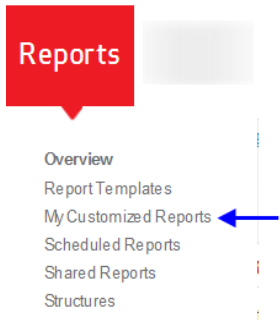 Reports
Overview
Report Templates
My Customized Reports
Scheduled Reports
Shared Reports
Structures